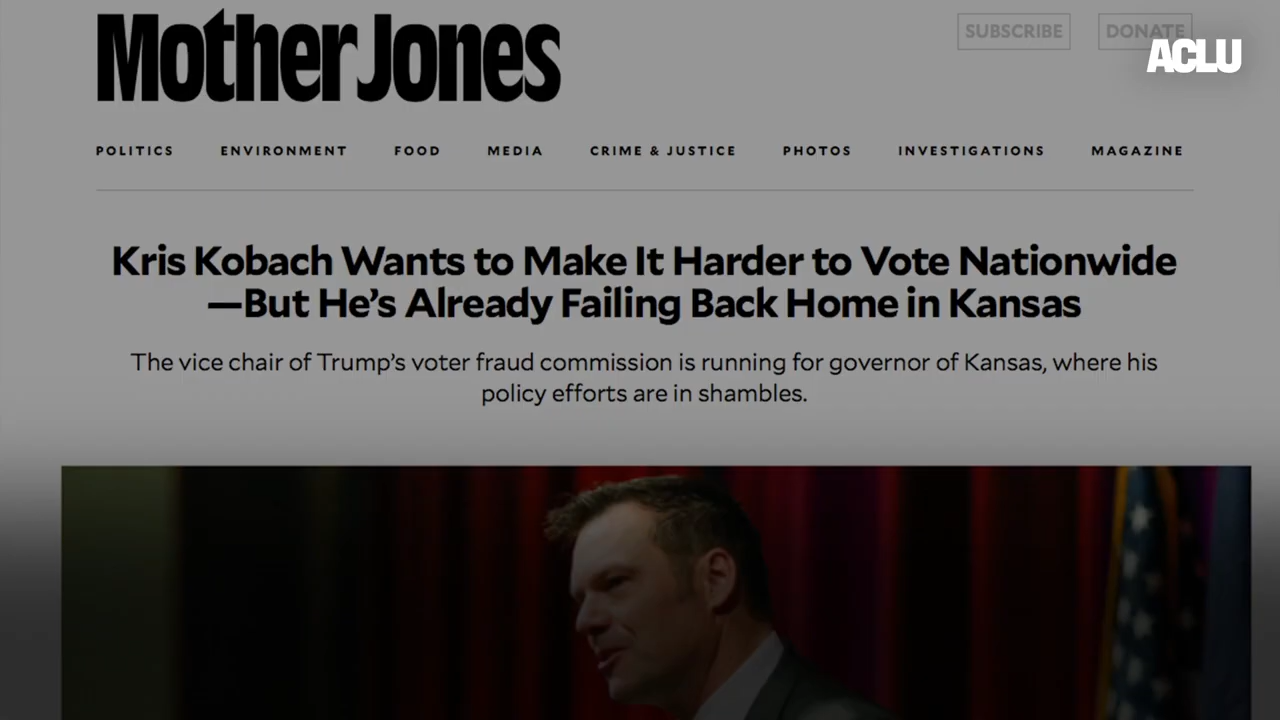 Mother Jones
SUBSCRIBE
DONATE
ACLU
POLITICS ENVIRONMENT FOOD MEDIA CRIME & JUSTICE PHOTOS INVESTIGATIONS MAGAZINE
Kris Kobach Wants to Make It Harder to Vote Nationwide
—But He’s Already Failing Back Home in Kansas
The vice chair of Trump’s voter fraud commission is running for governor of Kansas, where his
policy efforts are in shambles.